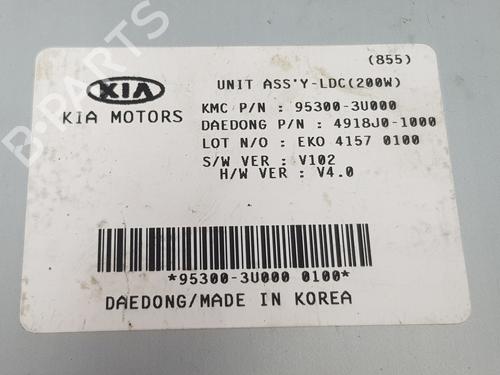 (855)
KIA
KIA MOTORS
UNIT ASS'Y-LDC(200W)
KMC P/N : 95300-3U000
DAEDONG P/N : 4918J0-1000
LOT N/O : EKO 4157 0100
S/W VER : V102
H/W VER : V4.0
*95300-3U000 0100*
DAEDONG/MADE IN KOREA
B-PARTS